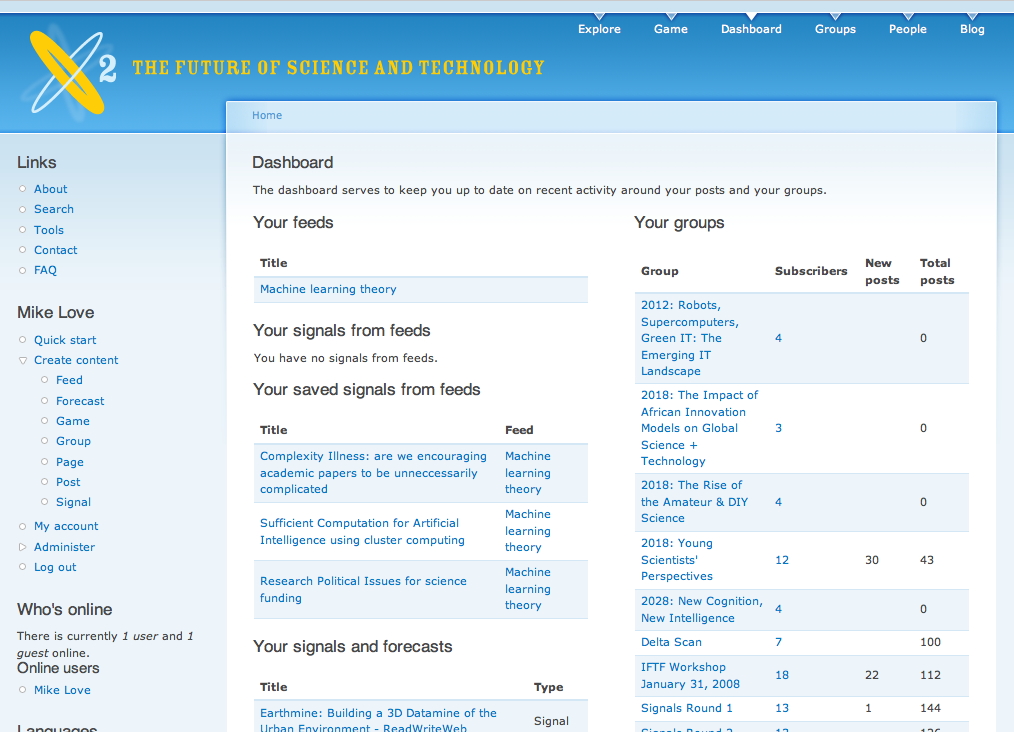 Explore Game Dashboard Groups People Blog
X2 THE FUTURE OF SCIENCE AND TECHNOLOGY
Home
Links
About
Search
Tools
Contact
FAQ
Mike Love
Quick start
Create content
Feed
Forecast
Game
Group
Page
Post
Signal
My account
Administer
Log out
Who's online
There is currently 1 user and 1
guest online.
Online users
Mike Love
Languages
Dashboard
The dashboard serves to keep you up to date on recent activity around your posts and your groups.
Your feeds
Title
Machine learning theory
Your signals from feeds
You have no signals from feeds.
Your saved signals from feeds
Title Feed
Complexity Illness: are we encouraging
academic papers to be unneccessarily
complicated
Machine
learning
theory
Sufficient Computation for Artificial
Intelligence using cluster computing
Machine
learning
theory
Research Political Issues for science
funding
Machine
learning
theory
Your signals and forecasts
Title Type
Earthmine: Building a 3D Datamine of the
Urban Environment - ReadWriteWeb
Signal
Your groups
Group Subscribers New
posts Total
posts
2012: Robots,
Supercomputers,
Green IT: The
Emerging IT
Landscape
4 0
2018: The Impact of
African Innovation
Models on Global
Science +
Technology
3 0
2018: The Rise of
the Amateur & DIY
Science
4 0
2018: Young
Scientists'
Perspectives
12 30 43
2028: New Cognition,
New Intelligence
4 0
Delta Scan 7 100
IFTF Workshop
January 31, 2008
18 22 112
Signals Round 1 13 1 144